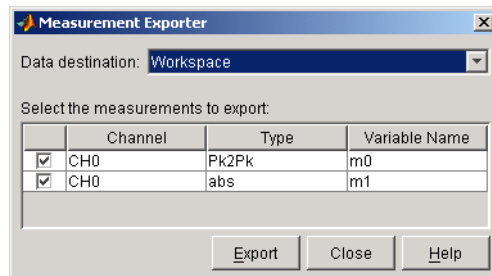 Measurement Exporter
Data destination: Workspace
Select the measurements to export:
Channel Type Variable Name
CH0 Pk2Pk m0
CH0 abs m1
Export Close Help